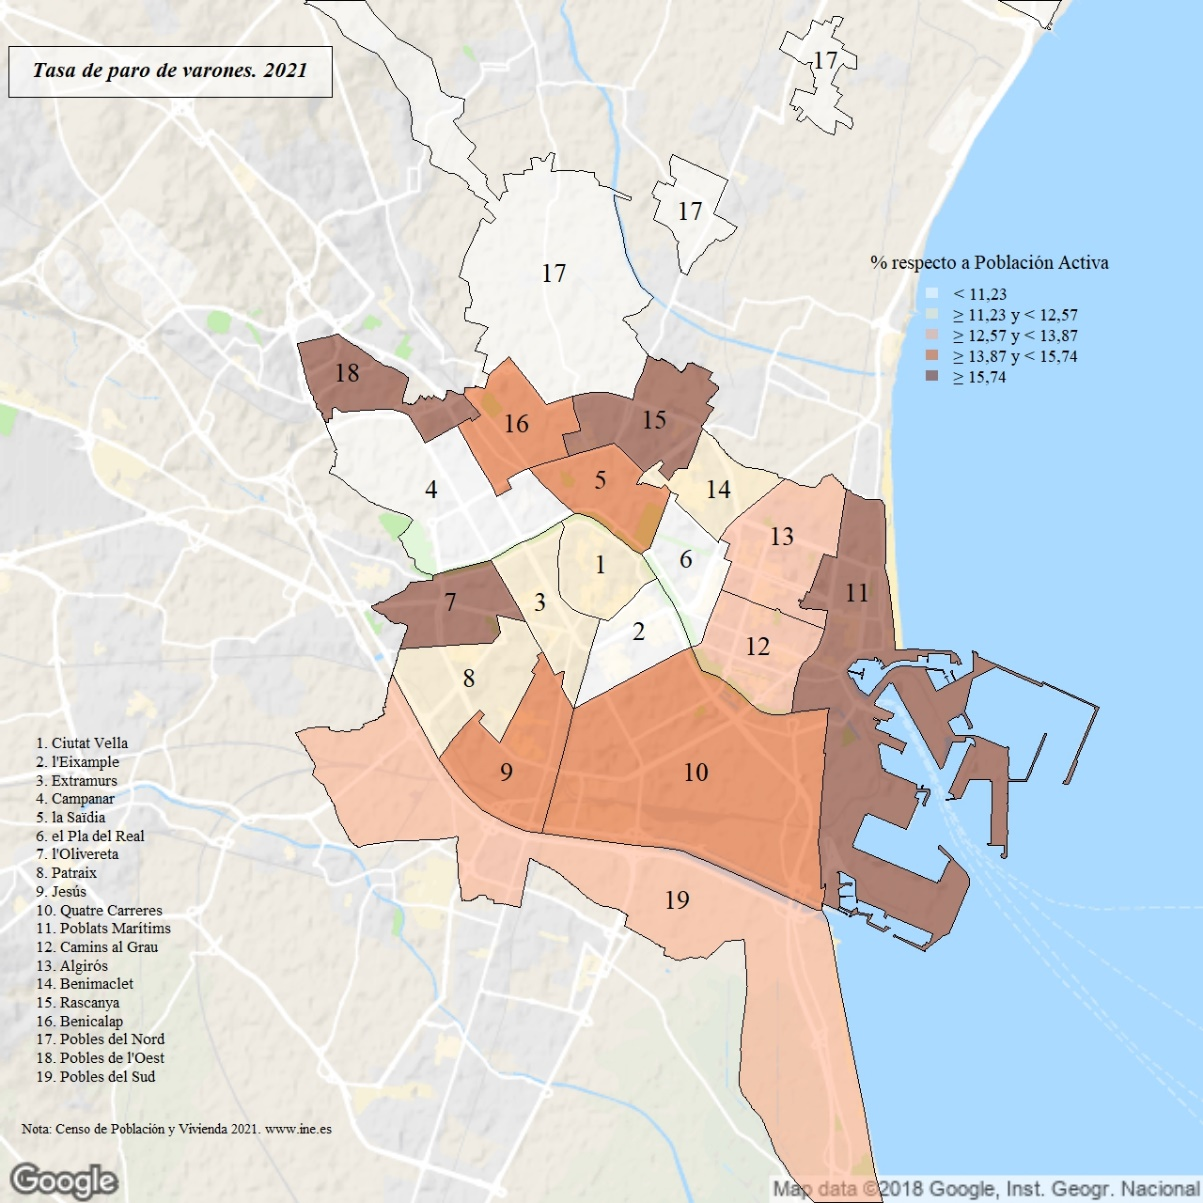 Tasa de paro de varones. 2021
17
17
17
% respecto a Población Activa
< 11,23
≥ 11,23 y < 12,57
≥ 12,57 y < 13,87
≥ 13,87 y < 15,74
≥ 15,74
18
16
15
4
5
14
13
6
1
11
7
3
2
12
8
9
10
19
1. Ciutat Vella
2. l'Eixample
3. Extramurs
4. Campanar
5. la Saïdia
6. el Pla del Real
7. l'Olivereta
8. Patraix
9. Jesús
10. Quatre Carreres
11. Poblats Marítims
12. Camins al Grau
13. Algirós
14. Benimaclet
15. Rascanya
16. Benicalap
17. Pobles del Nord
18. Pobles de l'Oest
19. Pobles del Sud
Nota: Censo de Población y Vivienda 2021. www.ine.es
Google
Map data ©2018 Google, Inst. Geogr. Nacional